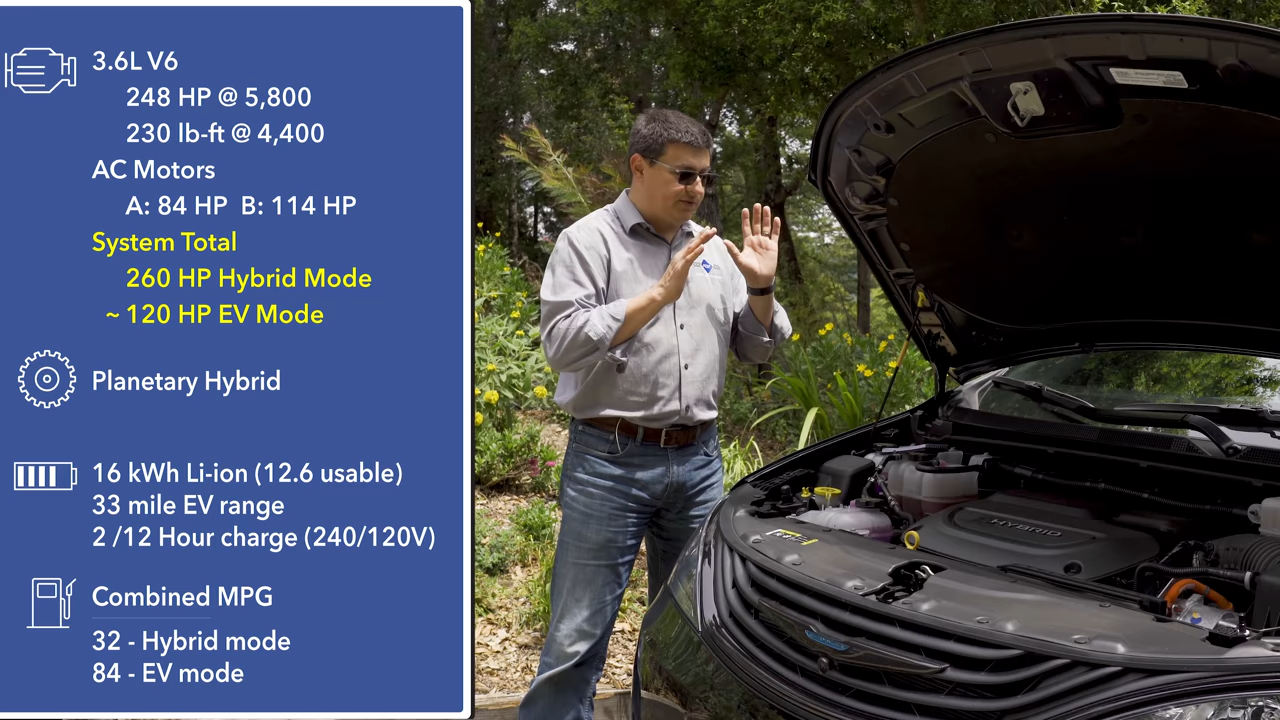 3.6L V6
248 HP @ 5,800
230 lb-ft @ 4,400
AC Motors
A: 84 HP B: 114 HP
System Total
260 HP Hybrid Mode
~ 120 HP EV Mode
Planetary Hybrid
16 kWh Li-ion (12.6 usable)
33 mile EV range
2 /12 Hour charge (240/120V)
Combined MPG
32 - Hybrid mode
84 - EV mode
HYBRID